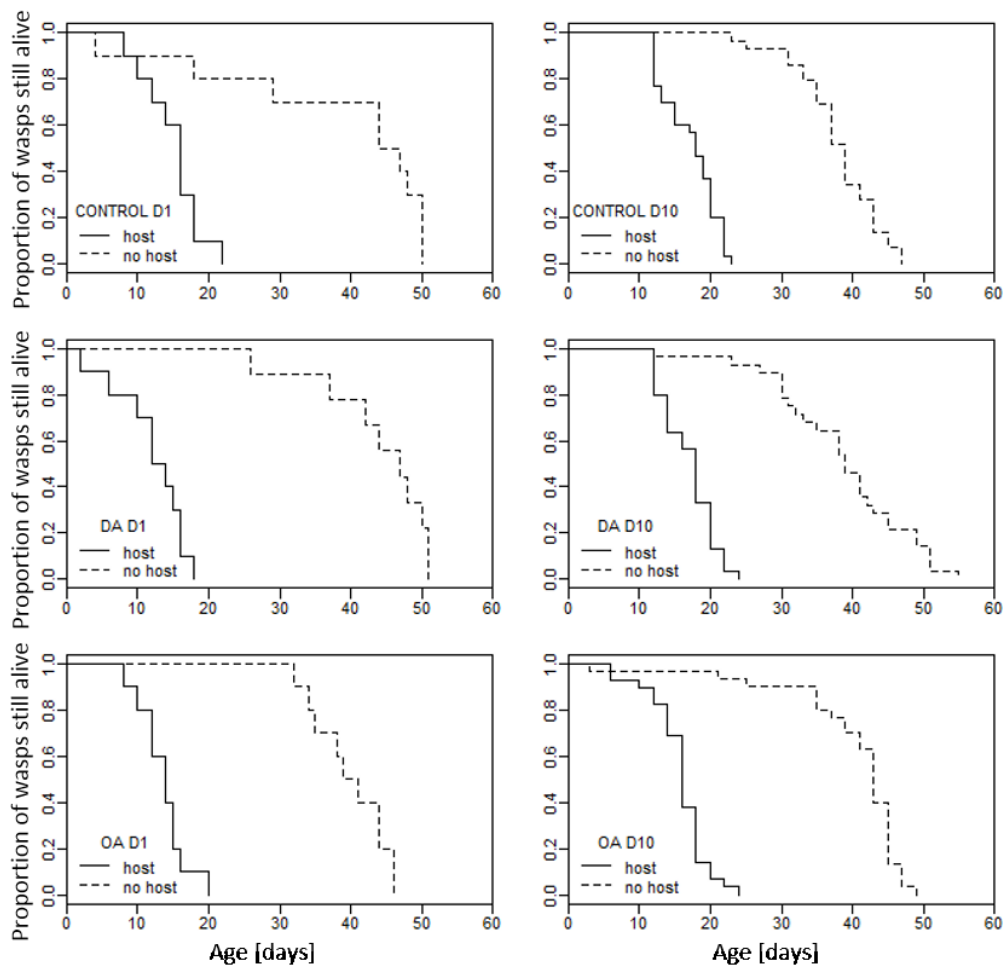 Proportion of wasps still alive
1.0
0.8
0.6
0.4
0.2
0.0
CONTROL D1
host
no host
0 10 20 30 40 50 60
1.0
0.8
0.6
0.4
0.2
0.0
CONTROL D10
host
no host
0 10 20 30 40 50 60
Proportion of wasps still alive
1.0
0.8
0.6
0.4
0.2
0.0
DA D1
host
no host
0 10 20 30 40 50 60
1.0
0.8
0.6
0.4
0.2
0.0
DA D10
host
no host
0 10 20 30 40 50 60
Proportion of wasps still alive
1.0
0.8
0.6
0.4
0.2
0.0
OA D1
host
no host
0 10 20 30 40 50 60
Age [days]
1.0
0.8
0.6
0.4
0.2
0.0
OA D10
host
no host
0 10 20 30 40 50 60
Age [days]